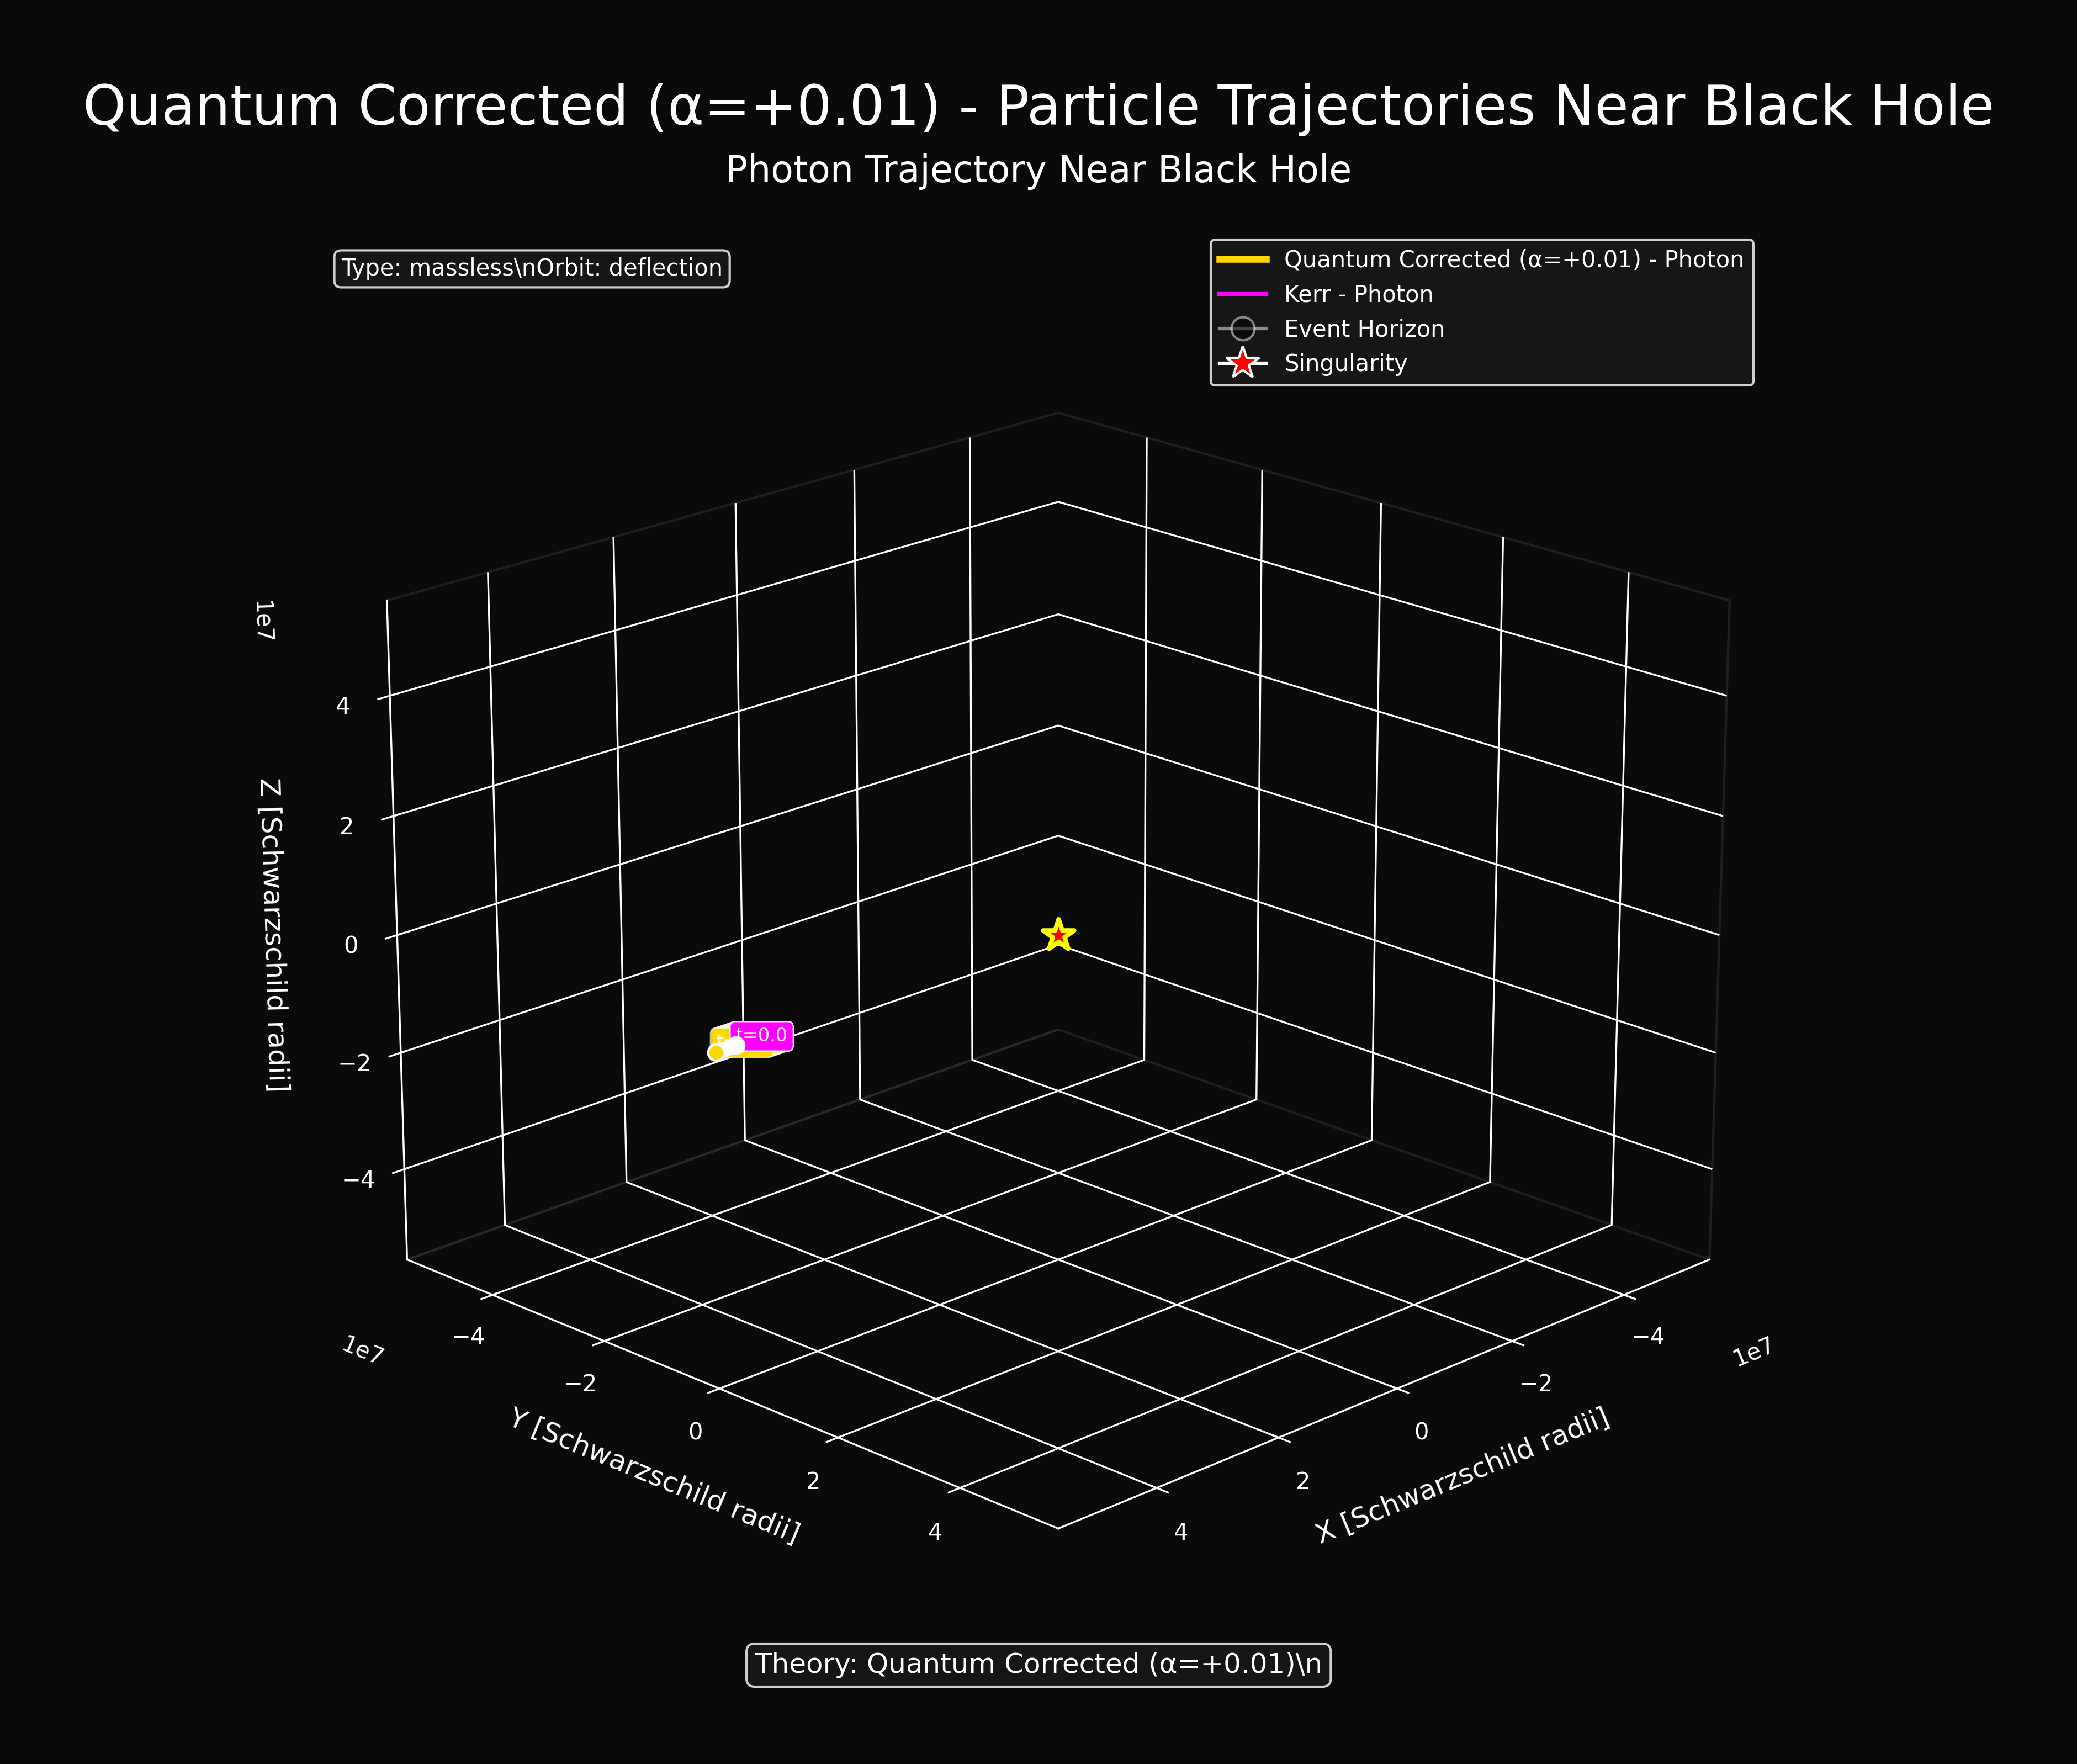 Quantum Corrected (α=+0.01) - Particle Trajectories Near Black Hole
Photon Trajectory Near Black Hole
Type: massless\nOrbit: deflection
Quantum Corrected (α=+0.01) - Photon
Kerr - Photon
Event Horizon
Singularity
1e7
4
2
0
−2
−4
Z [Schwarzschild radii]
t=0.0
1e7
−4
−2
0
2
4
Y [Schwarzschild radii]
1e7
−4
−2
0
2
4
X [Schwarzschild radii]
Theory: Quantum Corrected (α=+0.01)\n